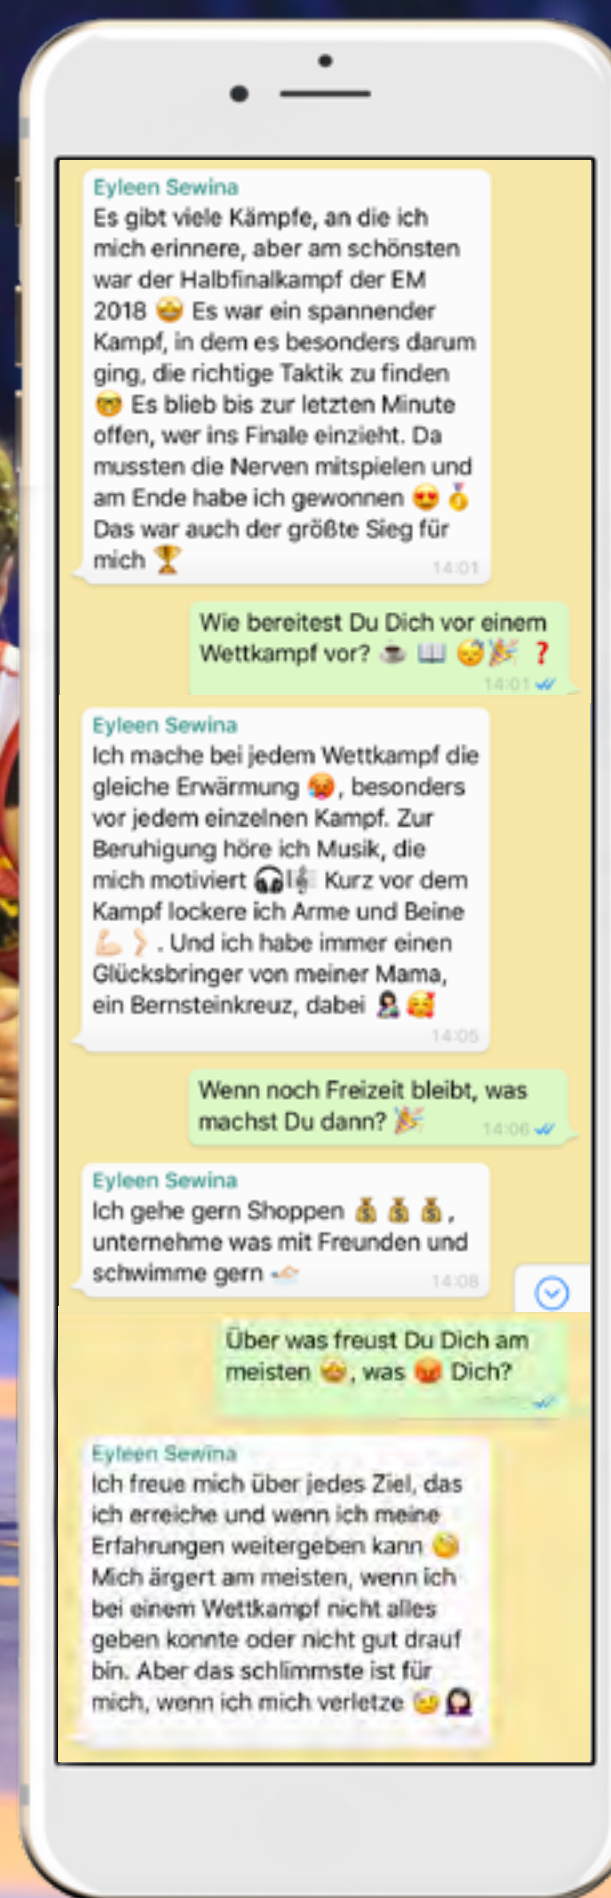 Eyleen Sewina
Es gibt viele Kämpfe, an die ich
mich erinnere, aber am schönsten
war der Halbfinalkampf der EM
2018 🤩 Es war ein spannender
Kampf, in dem es besonders darum
ging, die richtige Taktik zu finden
🤓 Es blieb bis zur letzten Minute
offen, wer ins Finale einzieht. Da
mussten die Nerven mitspielen und
am Ende habe ich gewonnen 😍 🥇
Das war auch der größte Sieg für
mich 🏆
14:01
Wie bereitest Du Dich vor einem
Wettkampf vor? ☕ 📖 😴🎉 ❓
14:01
Eyleen Sewina
Ich mache bei jedem Wettkampf die
gleiche Erwärmung 🥵, besonders
vor jedem einzelnen Kampf. Zur
Beruhigung höre ich Musik, die
mich motiviert 🎧🎼 Kurz vor dem
Kampf lockere ich Arme und Beine
💪🏻 🦵🏻. Und ich habe immer einen
Glücksbringer von meiner Mama,
ein Bernsteinkreuz, dabei 🤱🏻 🥰
14:05
Wenn noch Freizeit bleibt, was
machst Du dann? 🎉
14:06
Eyleen Sewina
Ich gehe gern Shoppen 💰 💰 💰,
unternehme was mit Freunden und
schwimme gern 🏊🏻
14:08
Über was freust Du Dich am
meisten 🤩, was 😡 Dich?
Eyleen Sewina
Ich freue mich über jedes Ziel, das
ich erreiche und wenn ich meine
Erfahrungen weitergeben kann 🧐
Mich ärgert am meisten, wenn ich
bei einem Wettkampf nicht alles
geben konnte oder nicht gut drauf
bin. Aber das schlimmste ist für
mich, wenn ich mich verletze 🤕 🤦🏻‍♀️